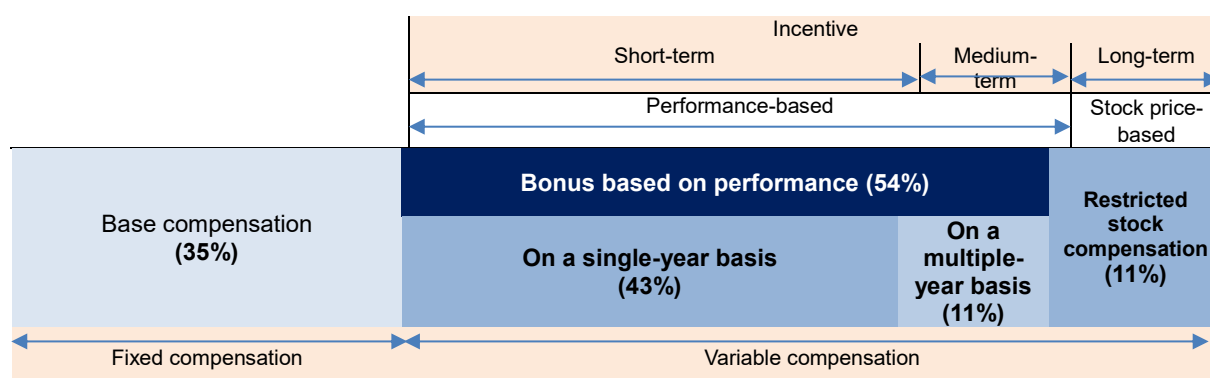 Incentive
Short-term
Medium-
term
Long-term
Performance-based
Stock price-
based
Base compensation
(35%)
Bonus based on performance (54%)
On a single-year basis
(43%)
On a
multiple-
year basis
(11%)
Restricted
stock
compensation
(11%)
Fixed compensation
Variable compensation